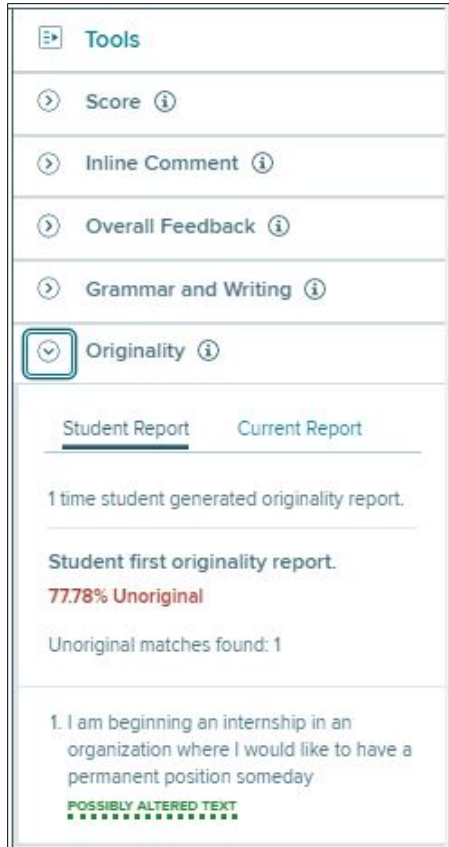 Tools
Score
Inline Comment
Overall Feedback
Grammar and Writing
Originality
Student Report Current Report
1 time student generated originality report.
Student first originality report.
77.78% Unoriginal
Unoriginal matches found: 1
1. I am beginning an internship in an
organization where I would like to have a
permanent position someday
POSSIBLY ALTERED TEXT